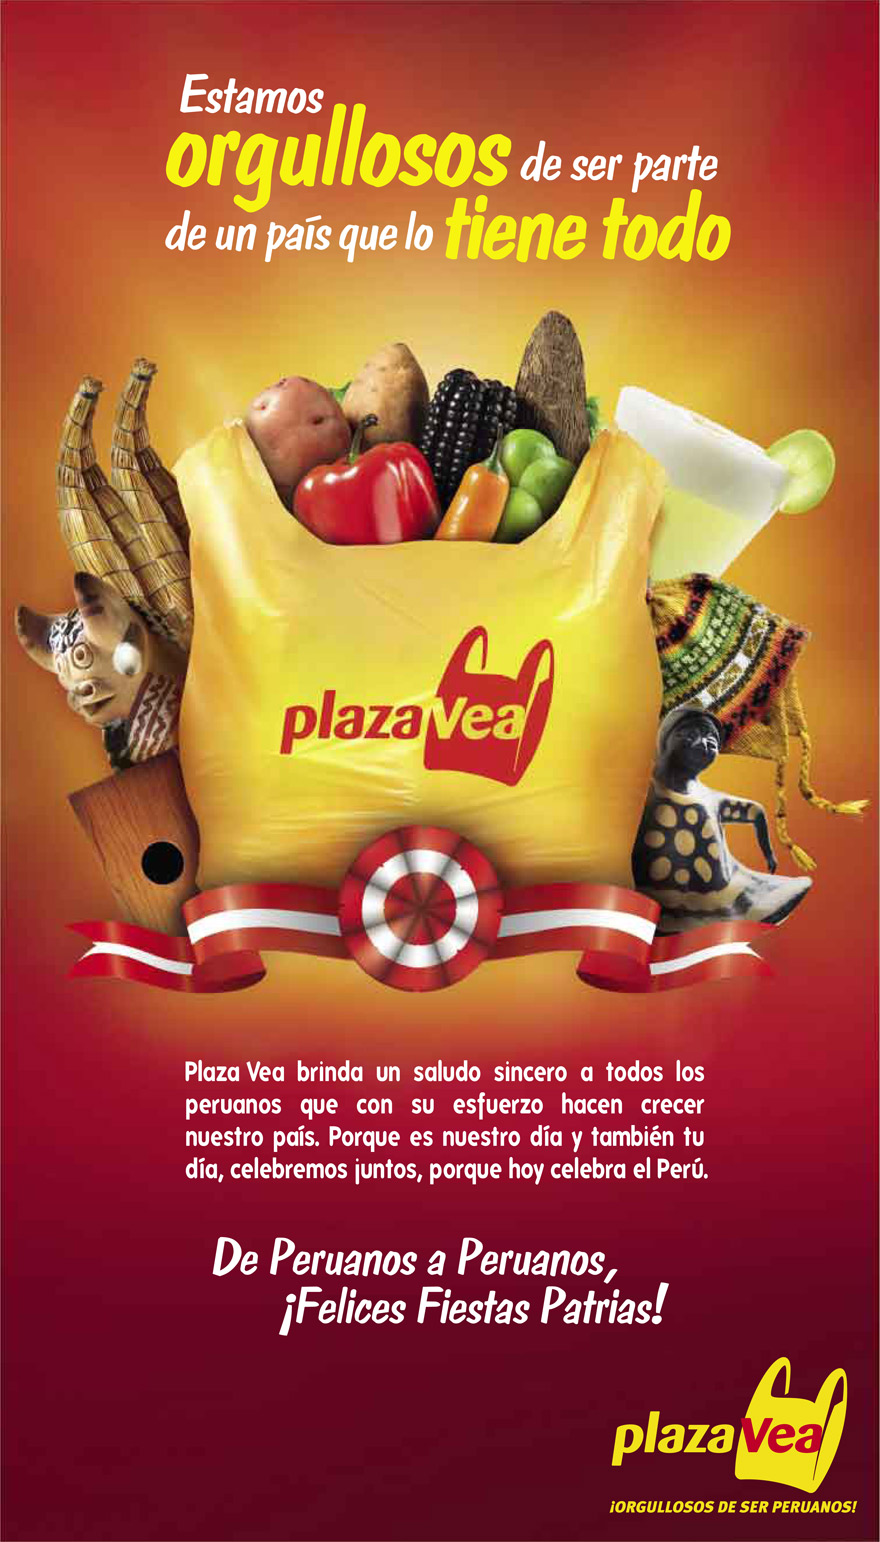 Estamos
orgullosos de ser parte
de un país que lo tiene todo
plazaVea
Plaza Vea brinda un saludo sincero a todos los
peruanos que con su esfuerzo hacen crecer
nuestro país. Porque es nuestro día y también tu
día, celebremos juntos, porque hoy celebra el Perú.
De Peruanos a Peruanos,
¡Felices Fiestas Patrias!
plazaVea
¡ORGULLOSOS DE SER PERUANOS!